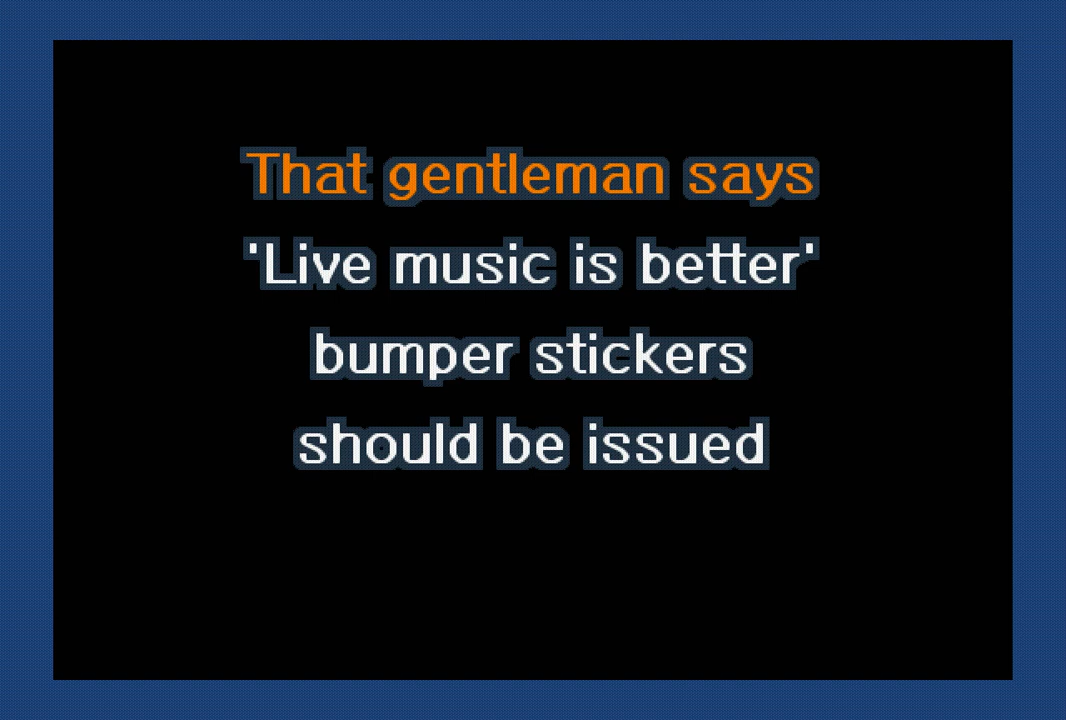 That gentleman says
'Live music is better'
bumper stickers
should be issued